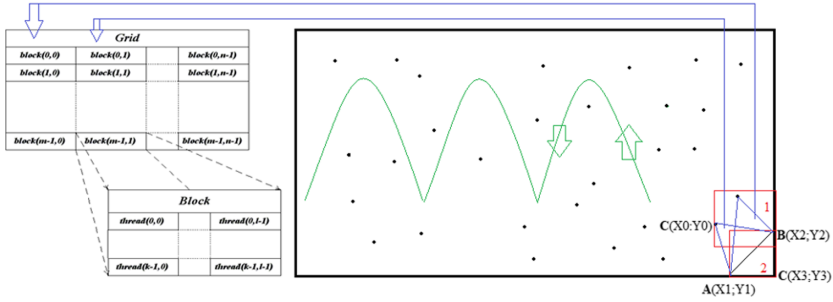 Grid
block(0,0) block(0,1) block(0,n-1)
block(1,0) block(1,1) block(1,n-1)
block(m-1,0) block(m-1,1) block(m-1,n-1)
Block
thread(0,0) thread(0,l-1)
thread(k-1,0) thread(k-1,l-1)
1
C(X0:Y0)
B(X2;Y2)
2
C(X3;Y3)
A(X1;Y1)